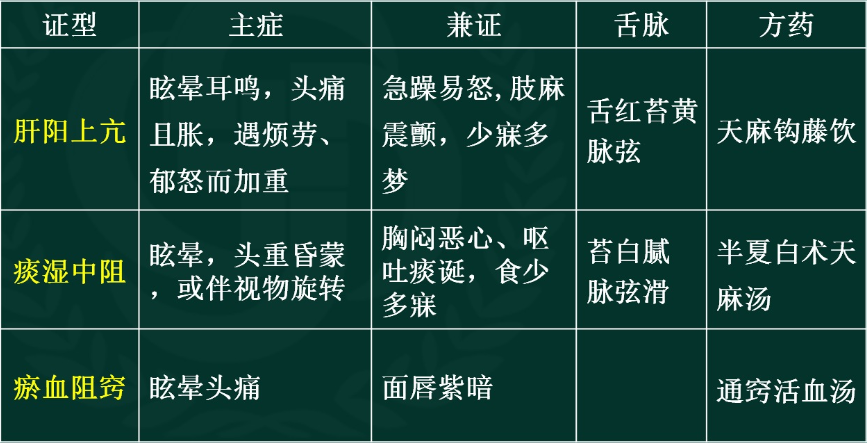 证型
主症
兼证
舌脉
方药
肝阳上亢
眩晕耳鸣，头痛
且胀，遇烦劳、
郁怒而加重
急躁易怒,肢麻
震颤，少寐多
梦
舌红苔黄
脉弦
天麻钩藤饮
痰湿中阻
眩晕，头重昏蒙
，或伴视物旋转
胸闷恶心、呕
吐痰诞，食少
多寐
苔白腻
脉弦滑
半夏白术天
麻汤
瘀血阻窍
眩晕头痛
面唇紫暗
通窍活血汤